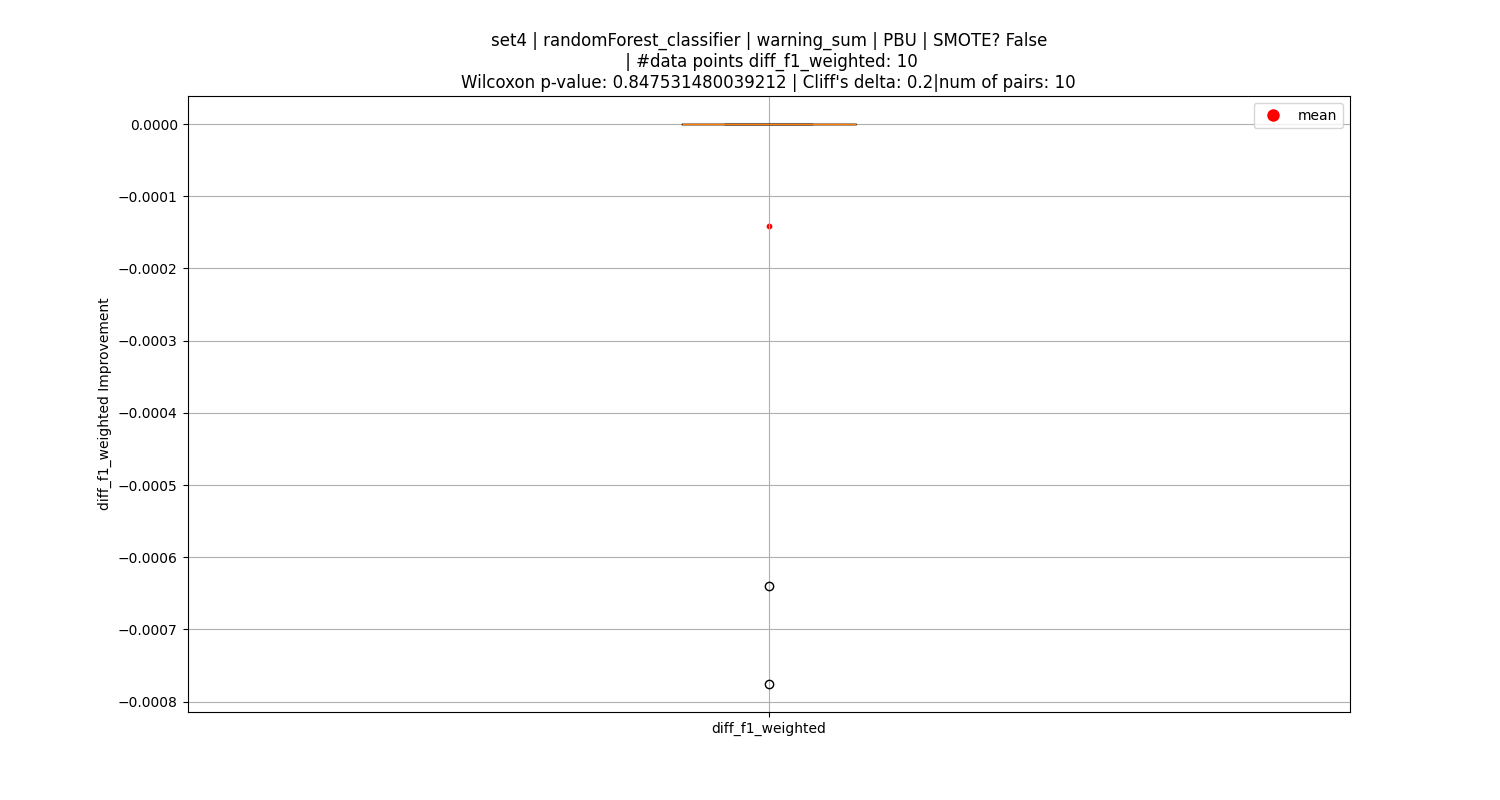 set4 | randomForest_classifier | warning_sum | PBU | SMOTE? False
| #data points diff_f1_weighted: 10
Wilcoxon p-value: 0.847531480039212 | Cliff's delta: 0.2|num of pairs: 10
mean
0.0000
−0.0001
−0.0002
−0.0003
−0.0004
−0.0005
−0.0006
−0.0007
−0.0008
diff_f1_weighted Improvement
diff_f1_weighted